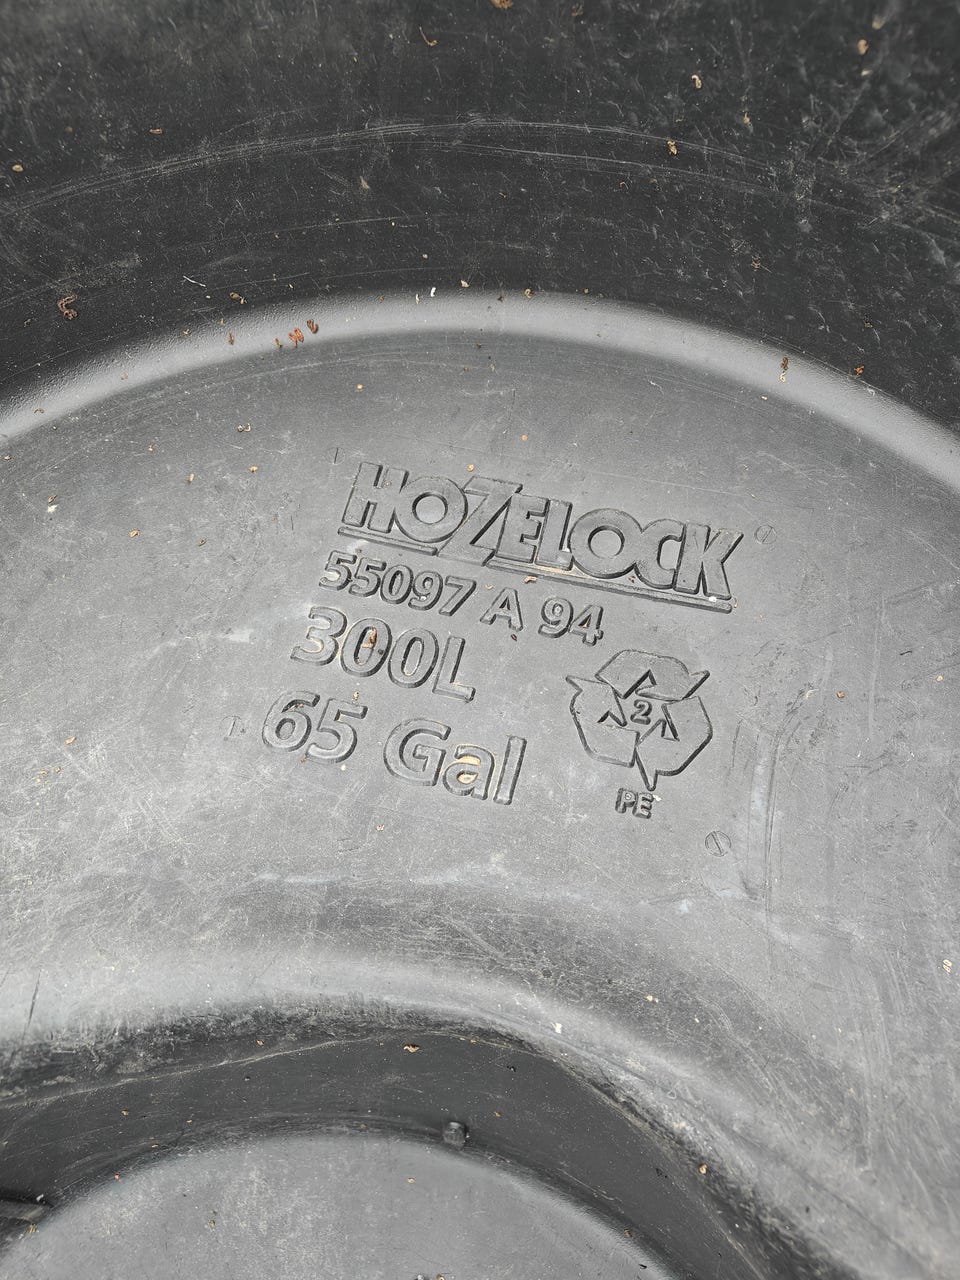 HOZELOCK
55097 A 94
300L
65 Gal
2
PE